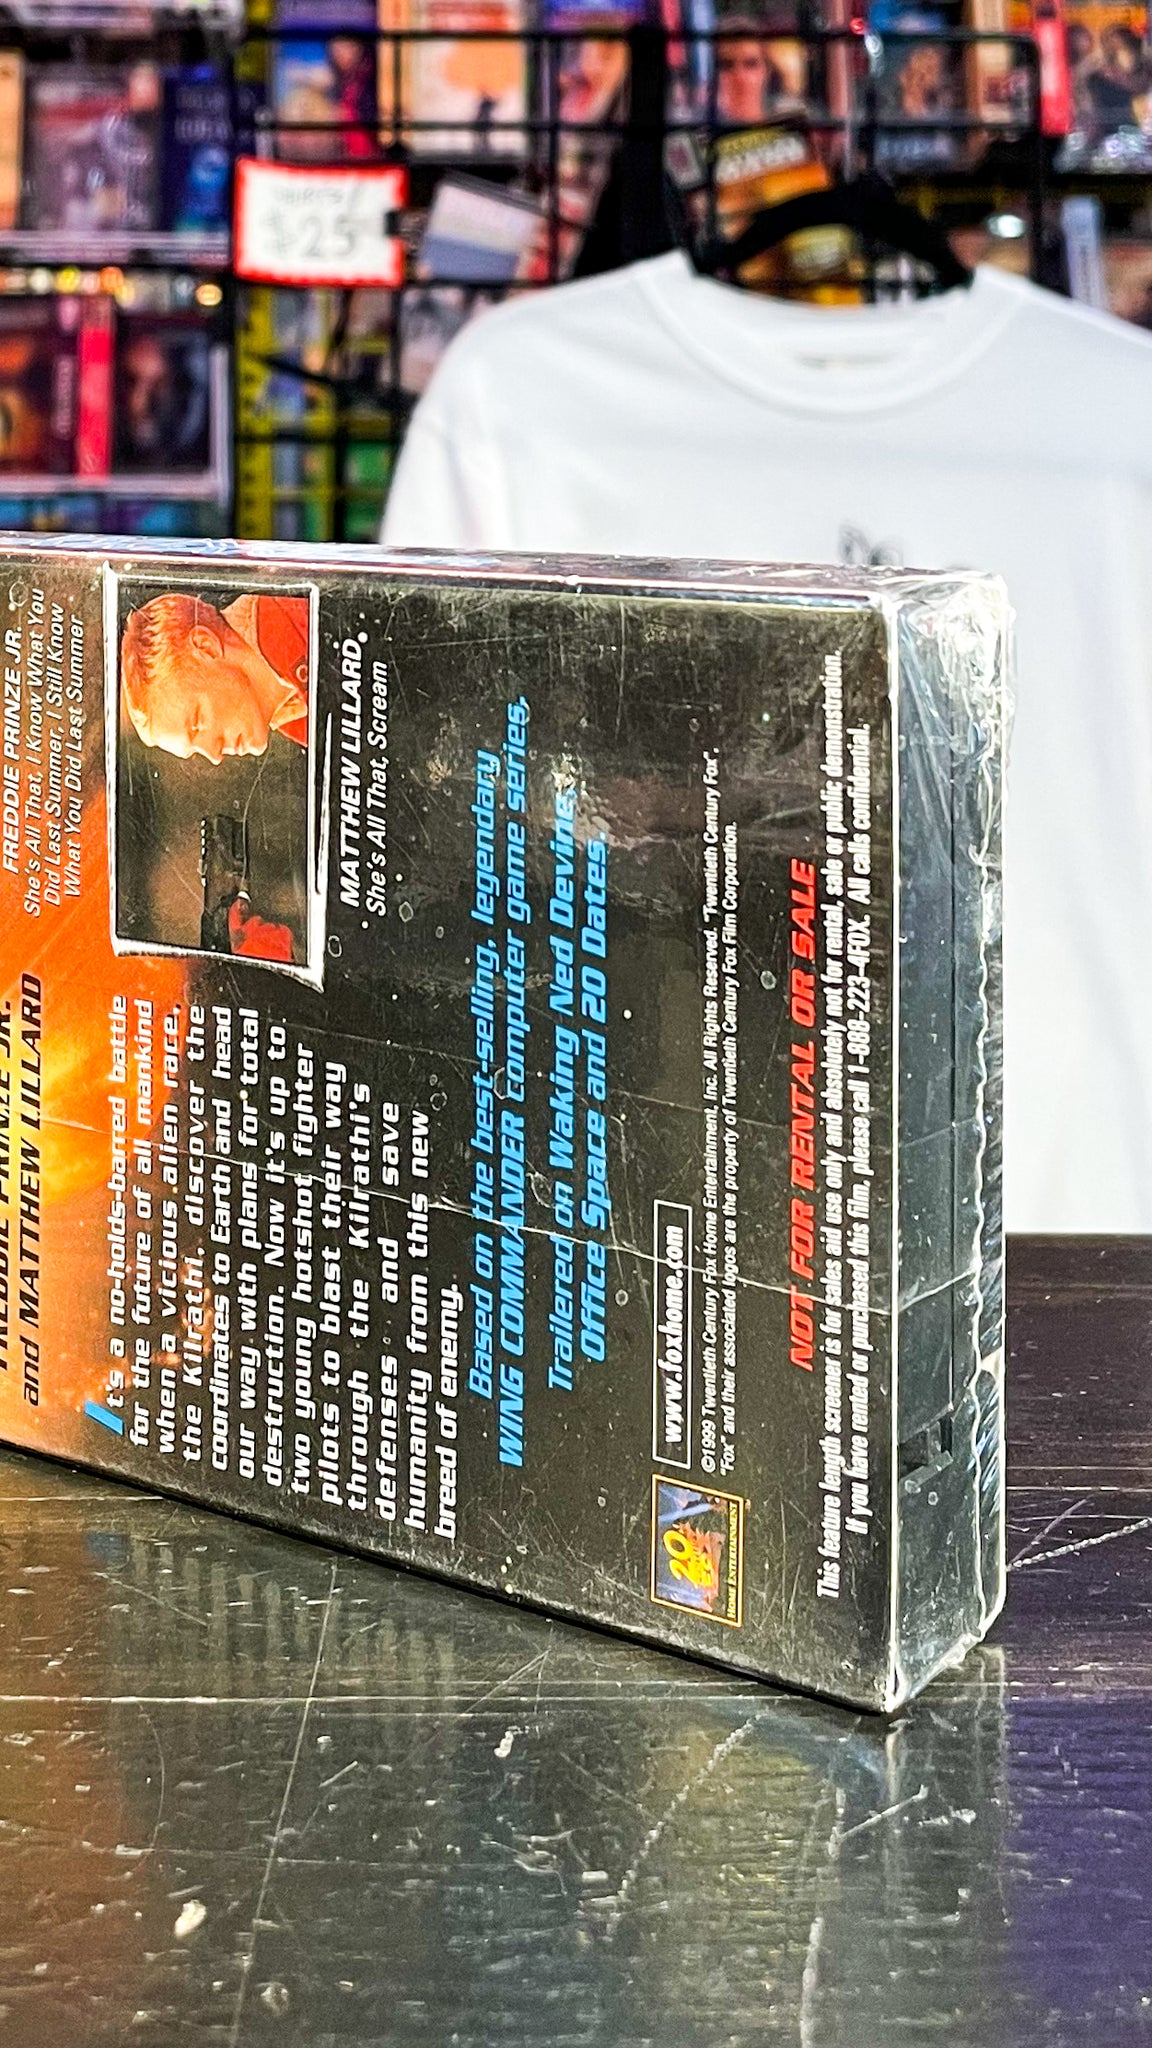 $25
FREDDIE PRINZE JR.
and MATTHEW LILLARD
FREDDIE PRINZE JR.
She's All That, I Know What You
Did Last Summer, I Still Know
What You Did Last Summer
MATTHEW LILLARD
She's All That, Scream
It's a no-holds-barred battle
for the future of all mankind
when a vicious alien race,
the Kilrathi, discover the
coordinates to Earth and head
our way with plans for total
destruction. Now it's up to
two young hotshot fighter
pilots to blast their way
through the Kilrathi's
defenses and save
humanity from this new
breed of enemy.
Based on the best-selling, legendary
WING COMMANDER computer game series.
Trailered on Waking Ned Devine,
Office Space and 20 Dates.
www.foxhome.com
©1999 Twentieth Century Fox Home Entertainment, Inc. All Rights Reserved. "Twentieth Century Fox",
"Fox" and their associated logos are the property of Twentieth Century Fox Film Corporation.
20
HOME ENTERTAINMENT
NOT FOR RENTAL OR SALE
This feature length screener is for sales aid use only and absolutely not for rental, sale or public demonstration.
If you have rented or purchased this film, please call 1-888-223-4FOX. All calls confidential.